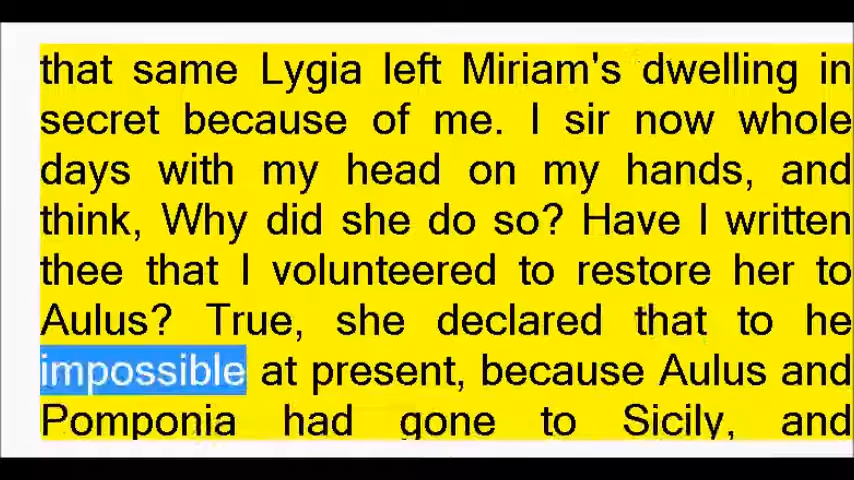 that same Lygia left Miriam's dwelling in
secret because of me. I sir now whole
days with my head on my hands, and
think, Why did she do so? Have I written
thee that I volunteered to restore her to
Aulus? True, she declared that to he
impossible at present, because Aulus and
Pomponia had gone to Sicily, and